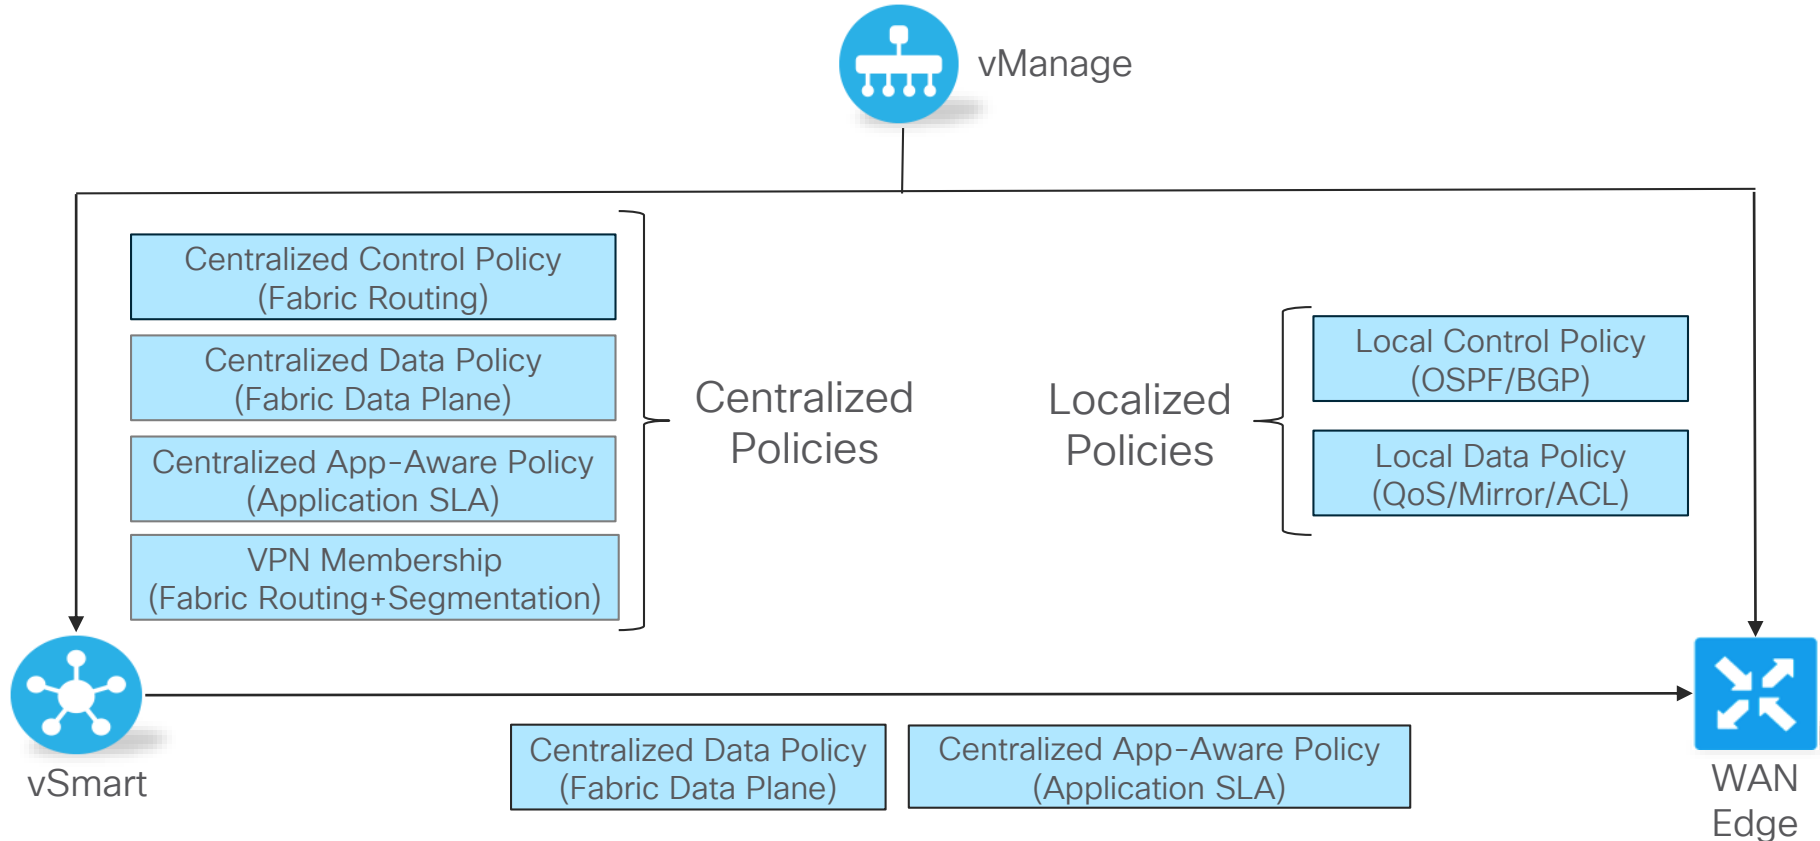 vManage
Centralized Control Policy
(Fabric Routing)
Centralized Data Policy
(Fabric Data Plane)
Centralized App-Aware Policy
(Application SLA)
VPN Membership
(Fabric Routing+Segmentation)
Centralized
Policies
Localized
Policies
Local Control Policy
(OSPF/BGP)
Local Data Policy
(QoS/Mirror/ACL)
vSmart
Centralized Data Policy
(Fabric Data Plane)
Centralized App-Aware Policy
(Application SLA)
WAN
Edge